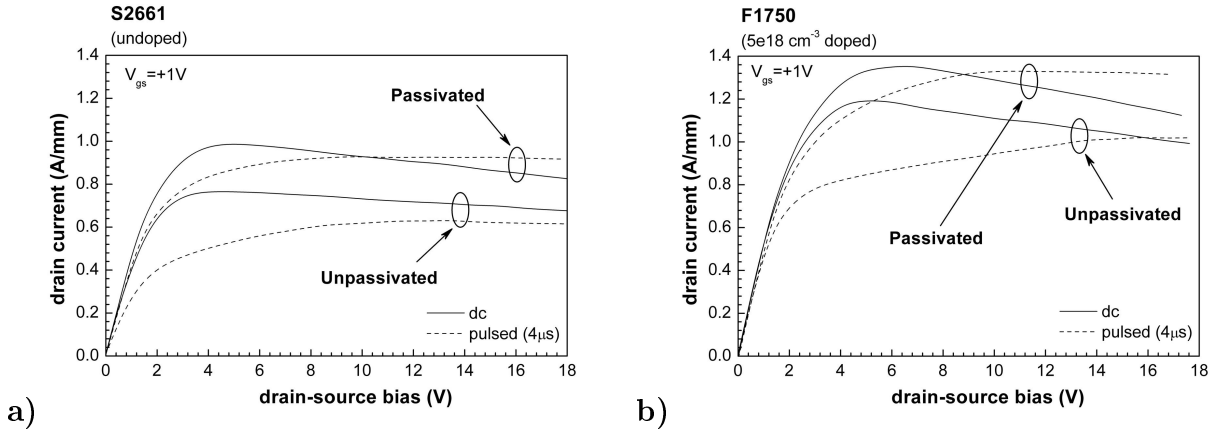 S2661
(undoped)
1.4
1.2
1.0
0.8
0.6
0.4
0.2
0.0
drain current (A/mm)
V_gs=+1V
Passivated
Unpassivated
dc
pulsed (4μs)
0 2 4 6 8 10 12 14 16 18
drain-source bias (V)
a)
F1750
(5e18 cm⁻³ doped)
1.4
1.2
1.0
0.8
0.6
0.4
0.2
0.0
drain current (A/mm)
V_gs=+1V
Unpassivated
Passivated
dc
pulsed (4μs)
0 2 4 6 8 10 12 14 16 18
drain-source bias (V)
b)